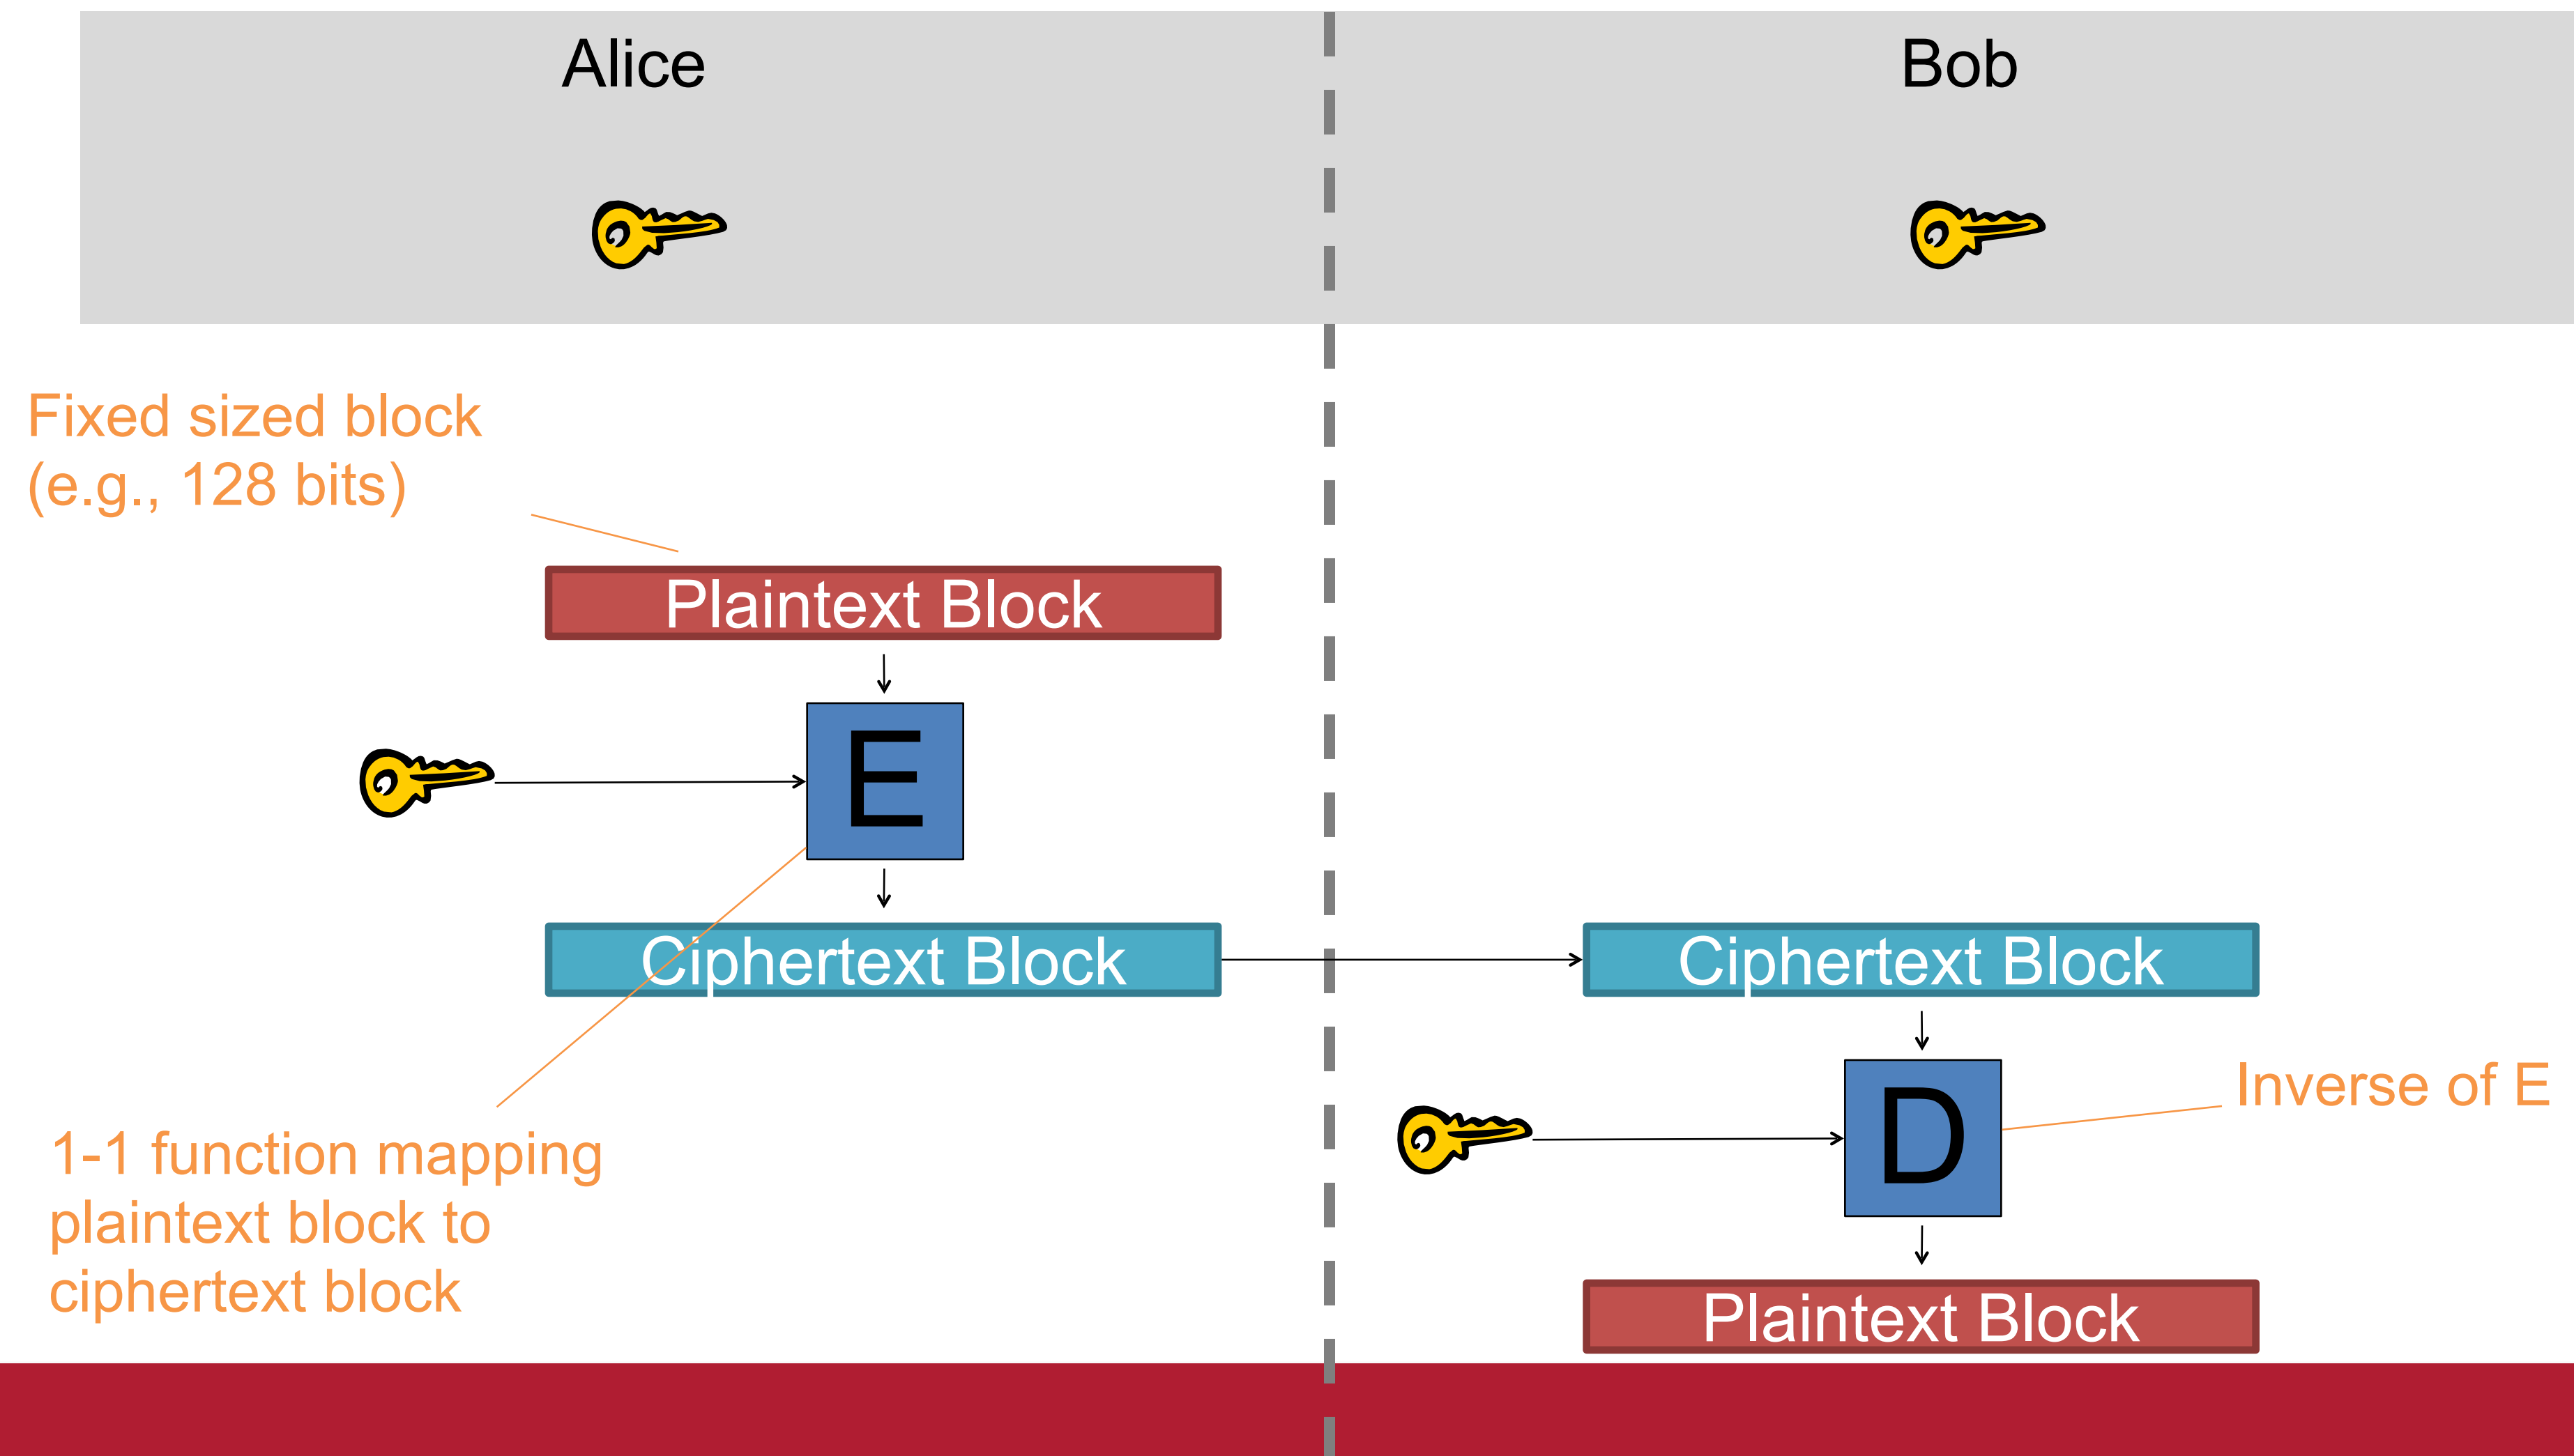 Alice
Bob
Fixed sized block
(e.g., 128 bits)
Plaintext Block
E
Ciphertext Block
Ciphertext Block
1-1 function mapping
plaintext block to
ciphertext block
D
Inverse of E
Plaintext Block